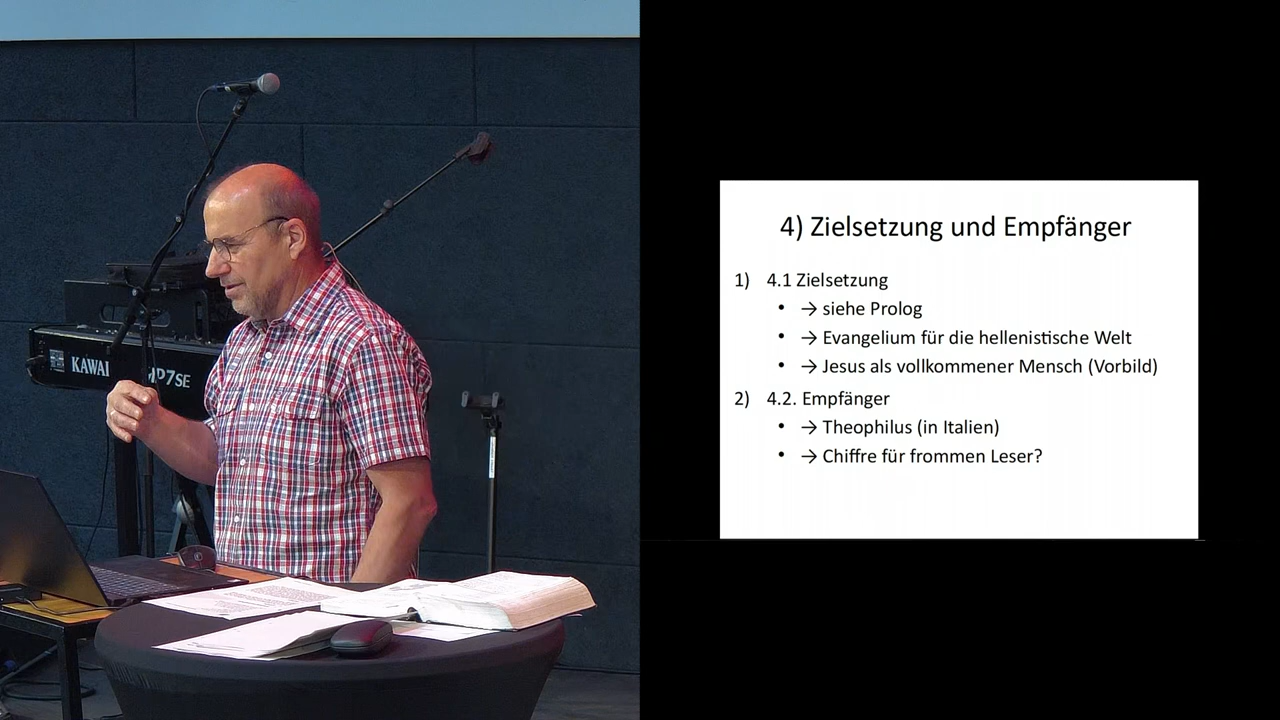 KAWAI MP7SE
4) Zielsetzung und Empfänger
1) 4.1 Zielsetzung
• → siehe Prolog
• → Evangelium für die hellenistische Welt
• → Jesus als vollkommener Mensch (Vorbild)
2) 4.2. Empfänger
• → Theophilus (in Italien)
• → Chiffre für frommen Leser?